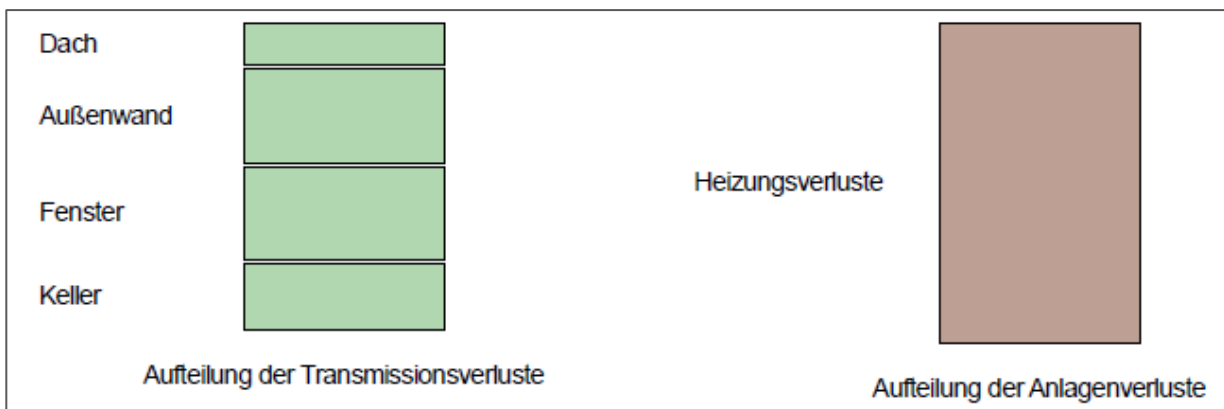 Dach
Außenwand
Fenster
Keller
Aufteilung der Transmissionsverluste
Heizungsverluste
Aufteilung der Anlagenverluste